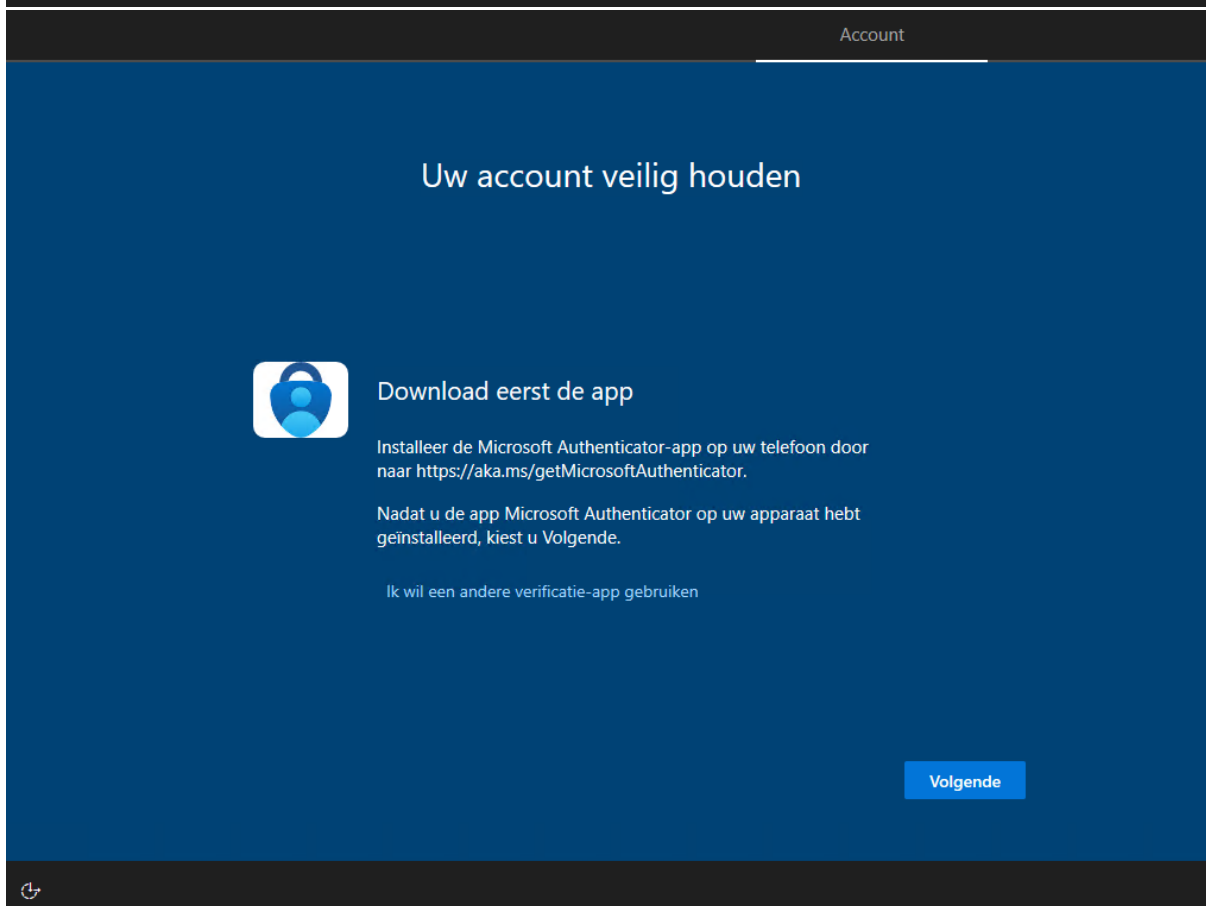 Account
Uw account veilig houden
Download eerst de app
Installeer de Microsoft Authenticator-app op uw telefoon door
naar https://aka.ms/getMicrosoftAuthenticator.
Nadat u de app Microsoft Authenticator op uw apparaat hebt
geïnstalleerd, kiest u Volgende.
Ik wil een andere verificatie-app gebruiken
Volgende